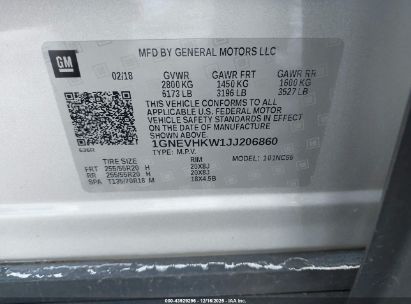 GM
MFD BY GENERAL MOTORS LLC
02/18 GVWR GAWR FRT GAWR RR
2800 KG 1450 KG 1600 KG
6173 LB 3196 LB 3527 LB
THIS VEHICLE CONFORMS TO ALL
APPLICABLE U.S. FEDERAL MOTOR
VEHICLE SAFETY STANDARDS IN
EFFECT ON THE DATE OF MANUFACTURE
SHOWN ABOVE.
1GNEVHKW1JJ206860
TYPE: M.P.V.
TIRE SIZE RIM MODEL:
FRT 255/55R20 H 20X8J
RR 255/55R20 H 20X8J
SPA T135/70R18 M 18X4.5B